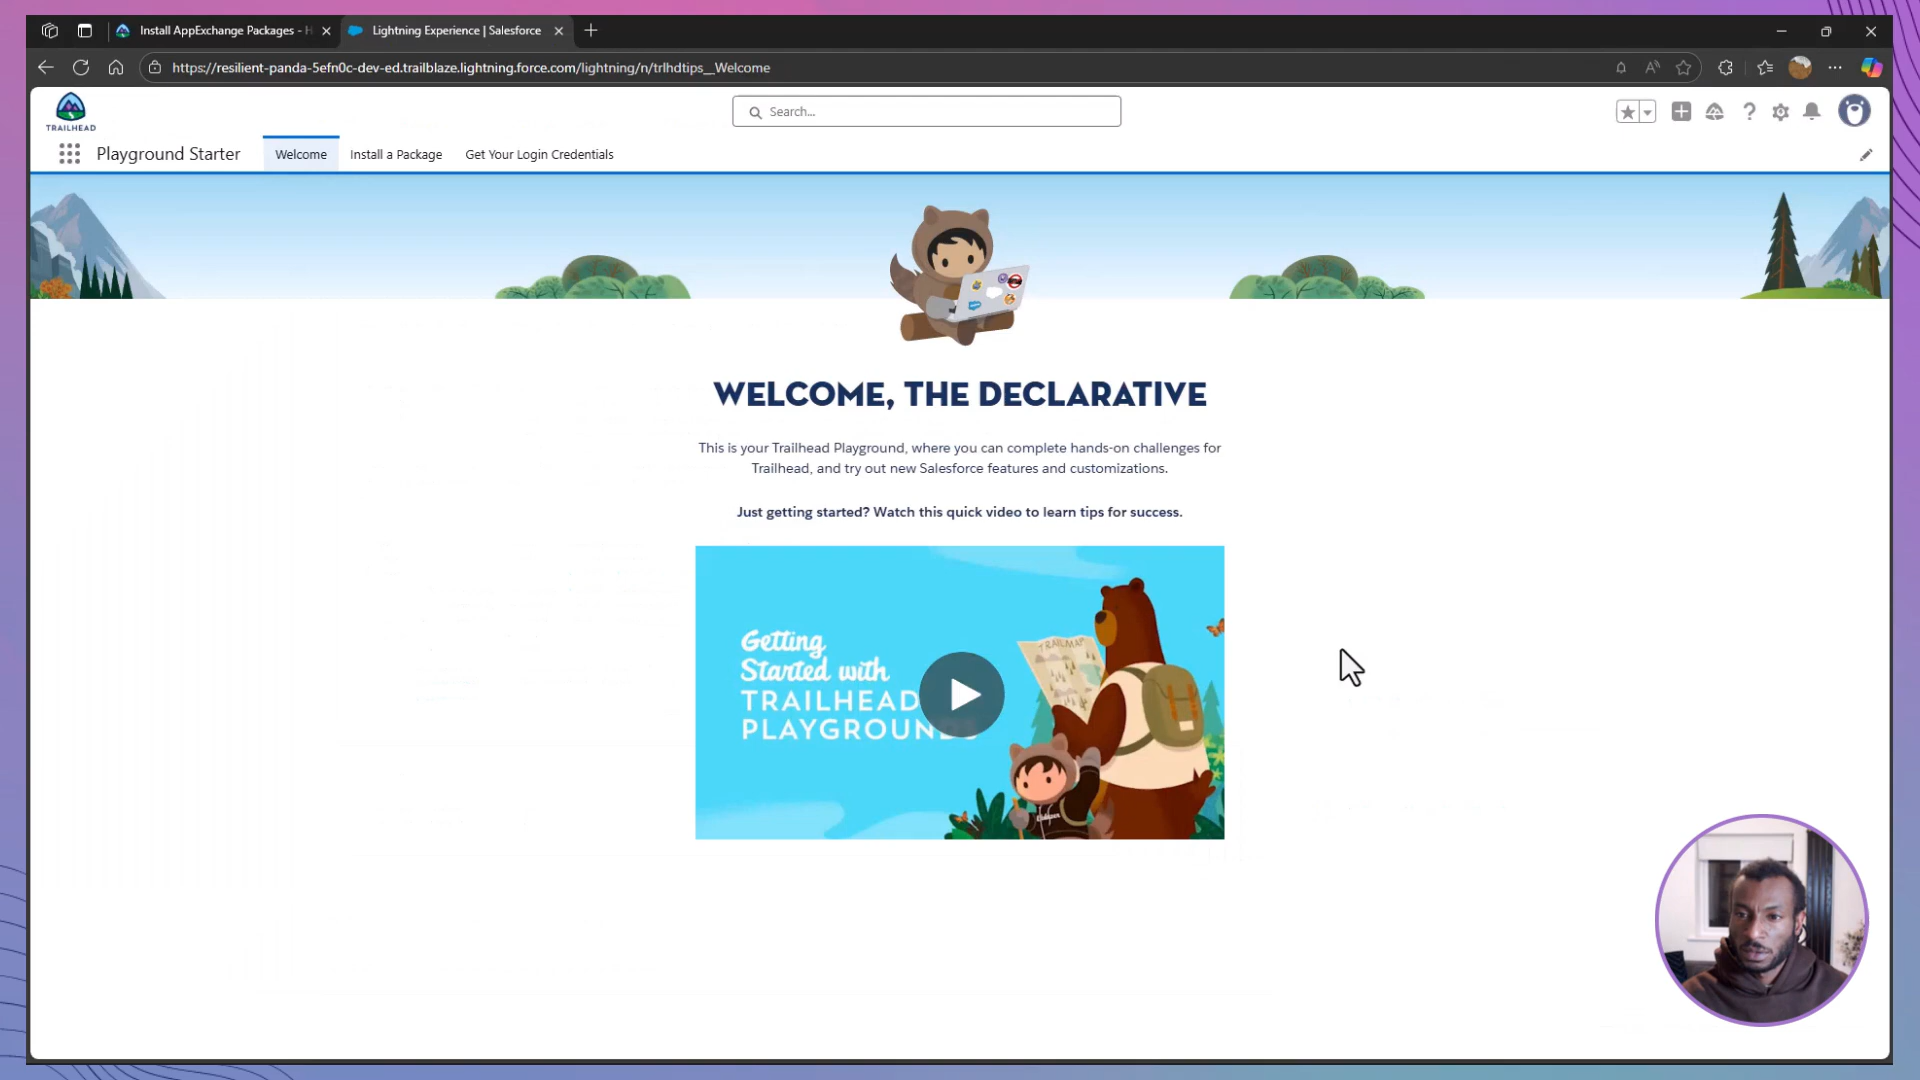 Install AppExchange Packages - H
Lightning Experience | Salesforce
https://resilient-panda-5efn0c-dev-ed.trailblaze.lightning.force.com/lightning/n/trlhdtips__Welcome
TRAILHEAD
Search...
Playground Starter
Welcome
Install a Package
Get Your Login Credentials
WELCOME, THE DECLARATIVE
This is your Trailhead Playground, where you can complete hands-on challenges for
Trailhead, and try out new Salesforce features and customizations.
Just getting started? Watch this quick video to learn tips for success.
Getting
Started with
TRAILHEAD
PLAYGROUNDS
TRAILMAP